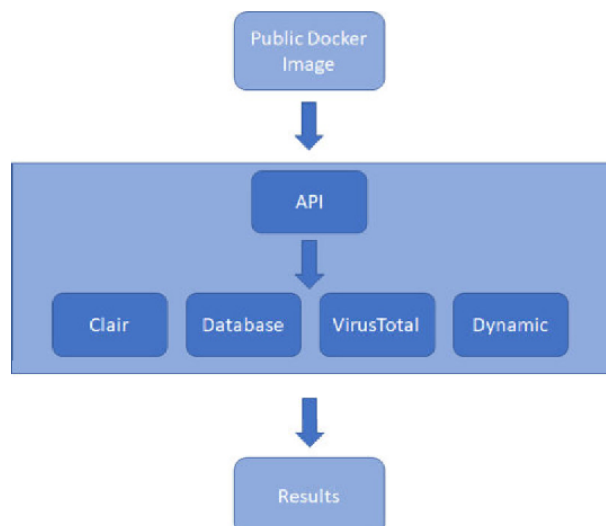 Public Docker
Image
API
Clair
Database
VirusTotal
Dynamic
Results